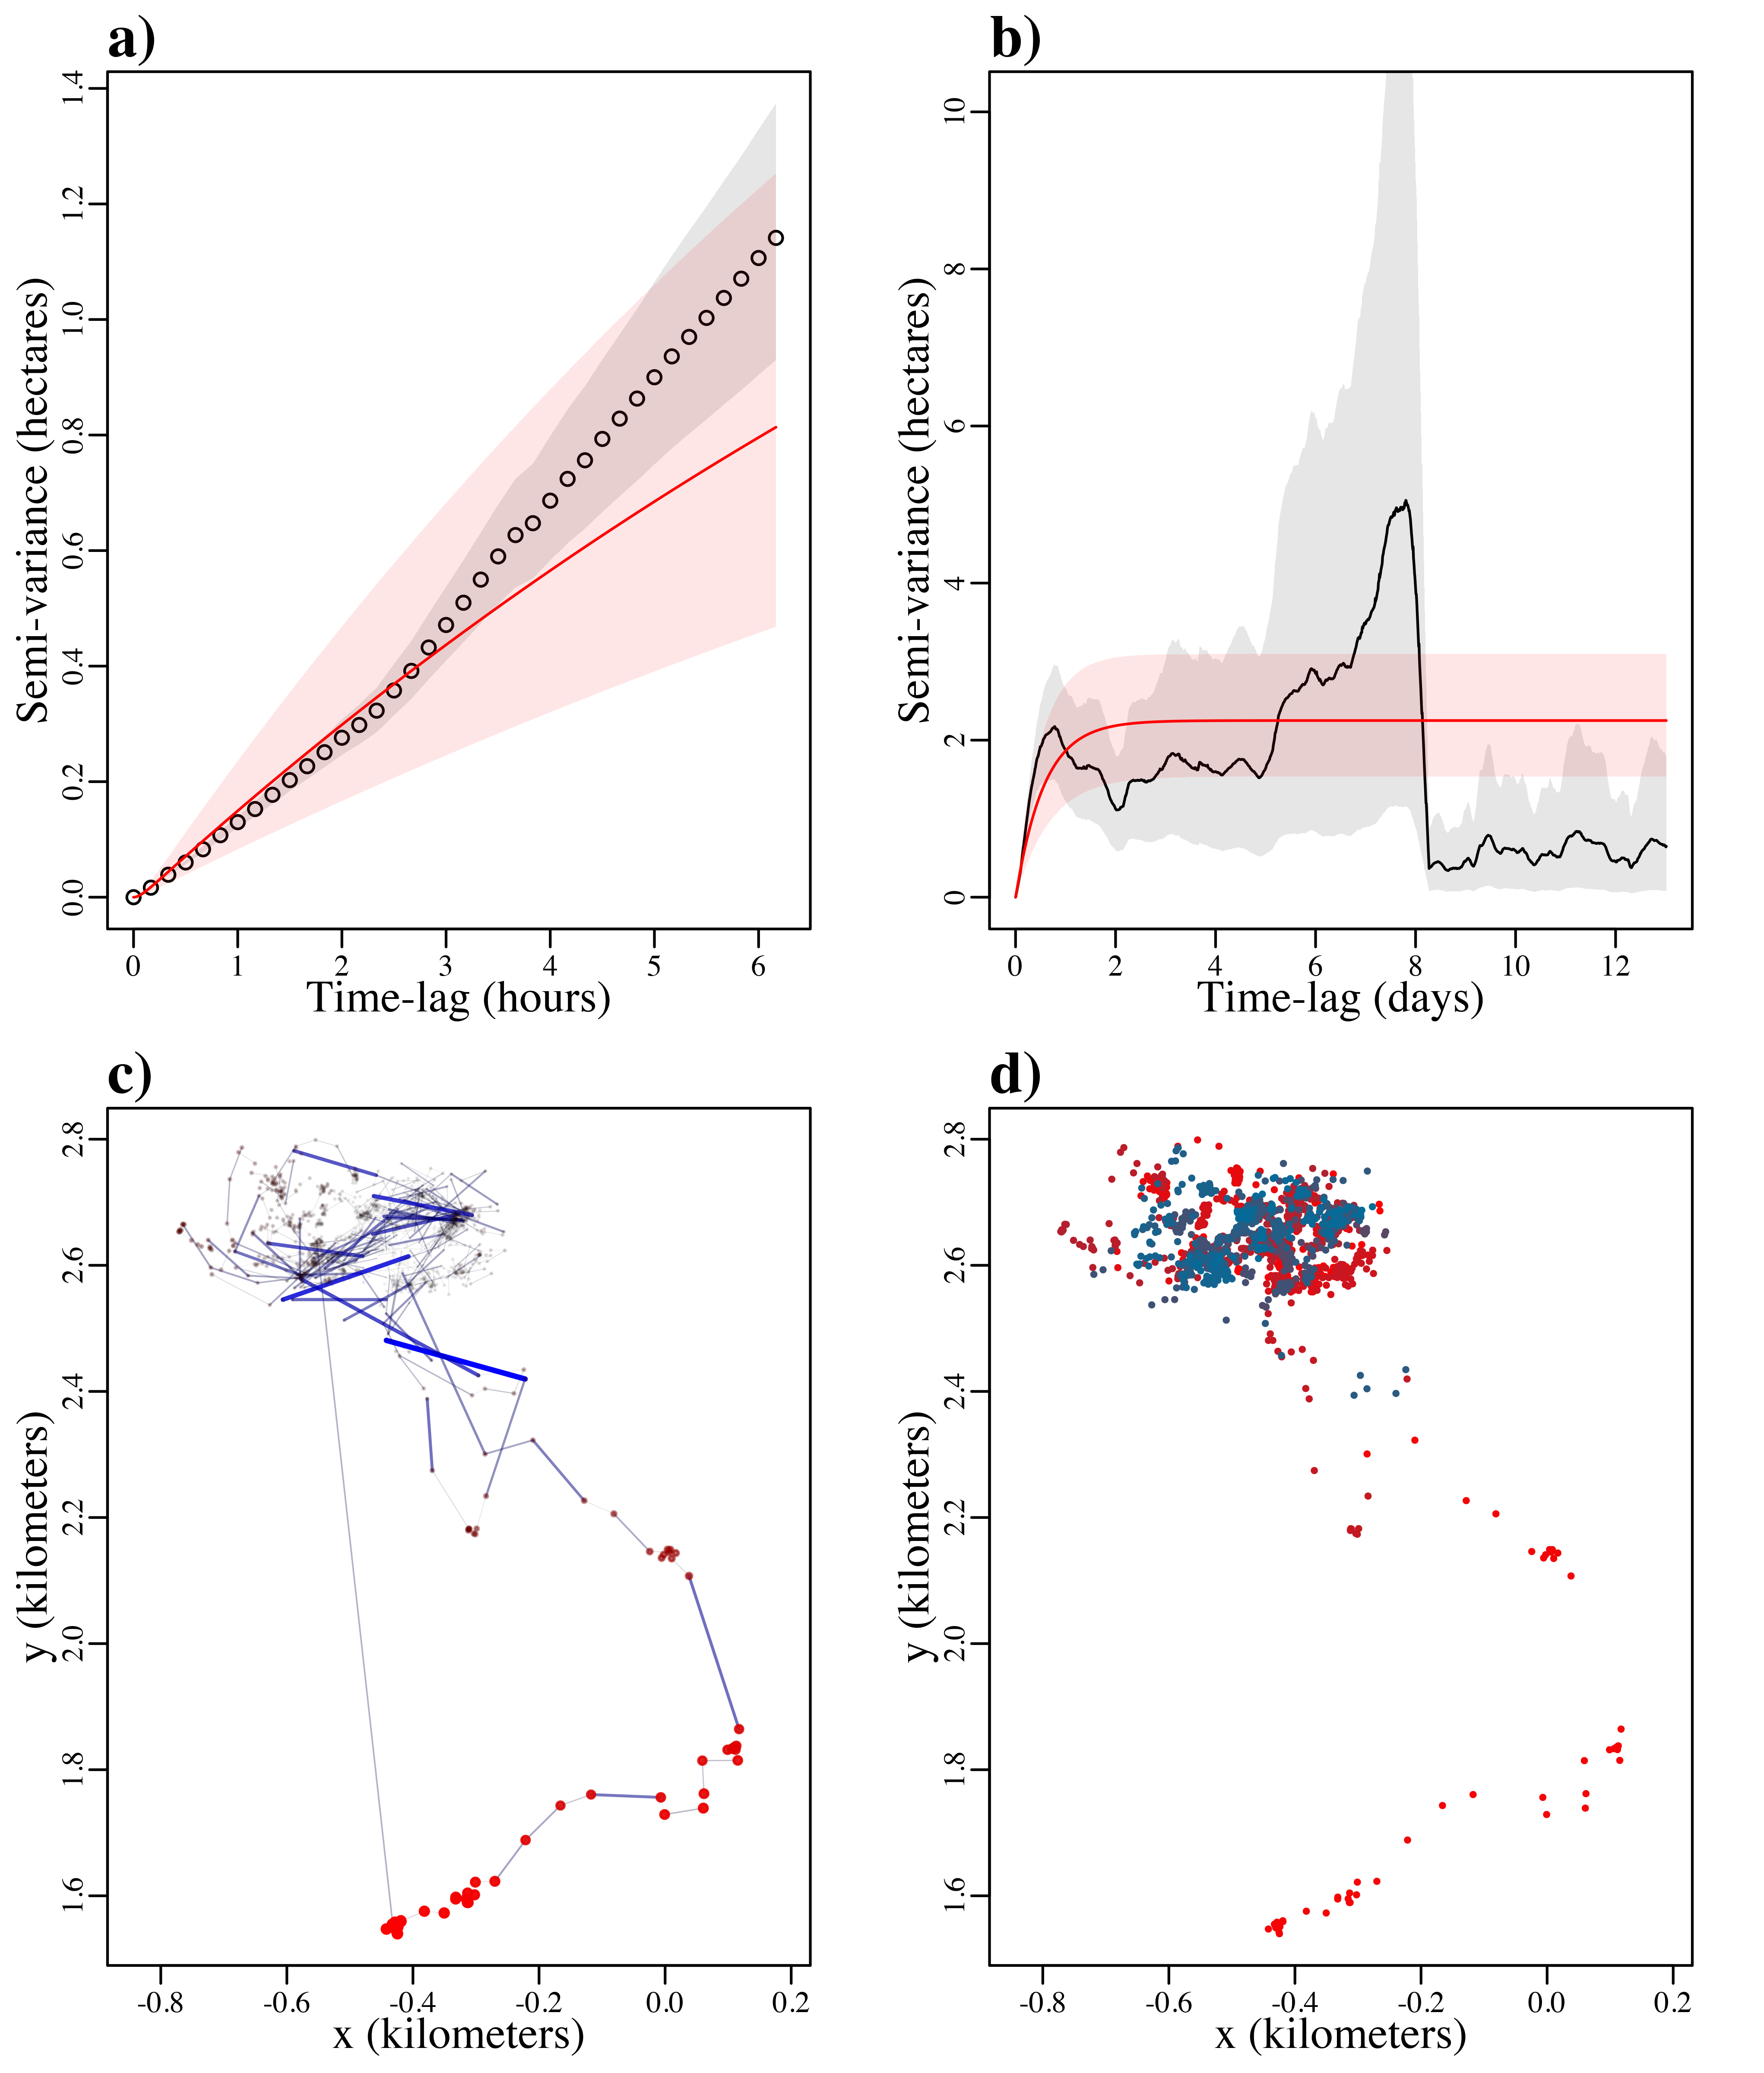 a)
Semi-variance (hectares)
1.4
1.2
1.0
0.8
0.6
0.4
0.2
0.0
0 1 2 3 4 5 6
Time-lag (hours)
b)
Semi-variance (hectares)
10
8
6
4
2
0
0 2 4 6 8 10 12
Time-lag (days)
c)
y (kilometers)
2.8
2.6
2.4
2.2
2.0
1.8
1.6
-0.8 -0.6 -0.4 -0.2 0.0 0.2
x (kilometers)
d)
y (kilometers)
2.8
2.6
2.4
2.2
2.0
1.8
1.6
-0.8 -0.6 -0.4 -0.2 0.0 0.2
x (kilometers)